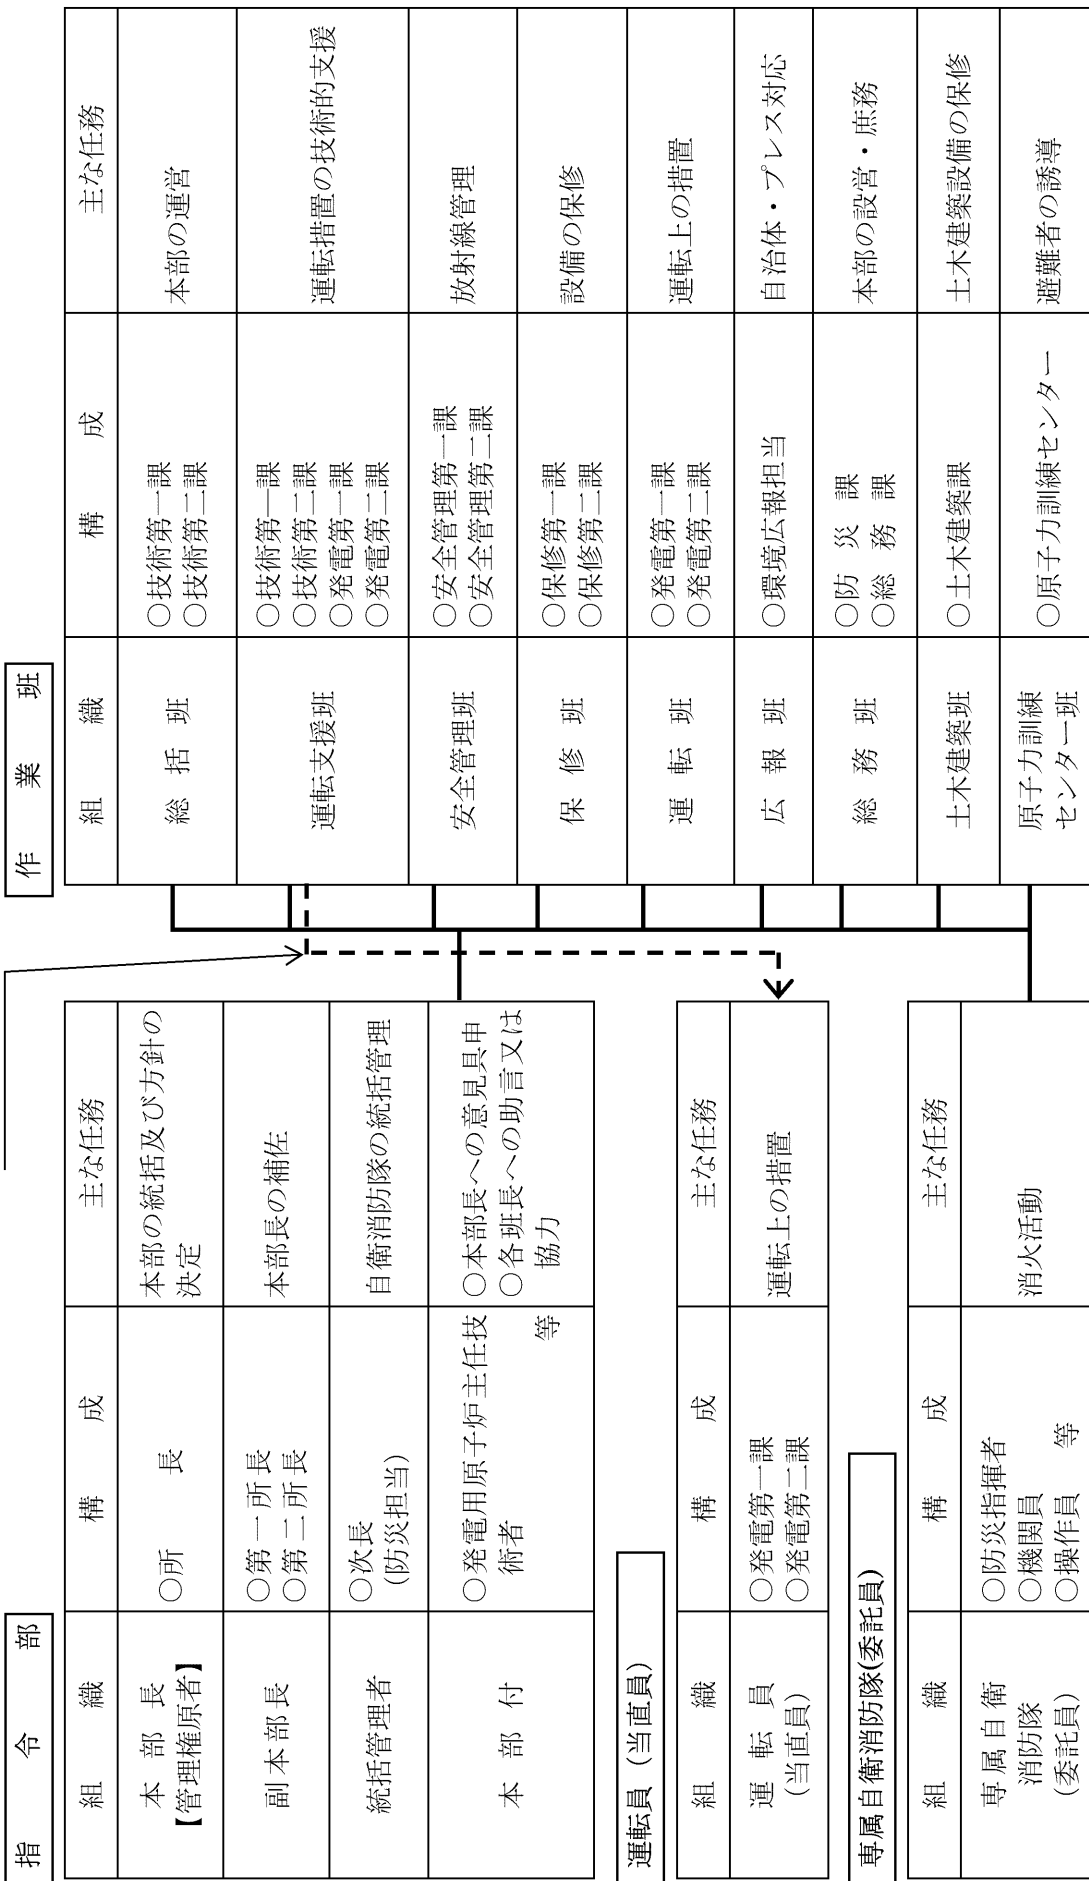 指 令 部
組 織
構 成
主な任務
本 部 長
【管理権原者】
○所 長
本部の統括及び方針の
決定
副 本 部 長
○第 一 所 長
○第 二 所 長
本部長の補佐
統括管理者
○次長
(防災担当)
自衛消防隊の統括管理
本 部 付
○発電用原子炉主任技
術者 等
○本部長への意見具申
○各班長への助言又は
協力
運転員（当直員）
組 織
構 成
主な任務
運 転 員
(当直員)
○発電第一課
○発電第二課
運転上の措置
専属自衛消防隊(委託員)
組 織
構 成
主な任務
専 属 自 衛
消防隊
(委託員)
○防災指揮者
○機関員
○操作員 等
消火活動
作 業 班
組 織
構 成
主な任務
総 括 班
○技術第一課
○技術第二課
本部の運営
運転支援班
○技術第一課
○技術第二課
○発電第一課
○発電第二課
運転措置の技術的支援
安全管理班
○安全管理第一課
○安全管理第二課
放射線管理
保 修 班
○保修第一課
○保修第二課
設備の保修
運 転 班
○発電第一課
○発電第二課
運転上の措置
広 報 班
○環境広報担当
自治体・プレス対応
総 務 班
○防 災 課
○総 務 課
本部の設営・庶務
土木建築班
○土木建築課
土木建築設備の保修
原子力訓練
センター班
○原子力訓練センター
避難者の誘導